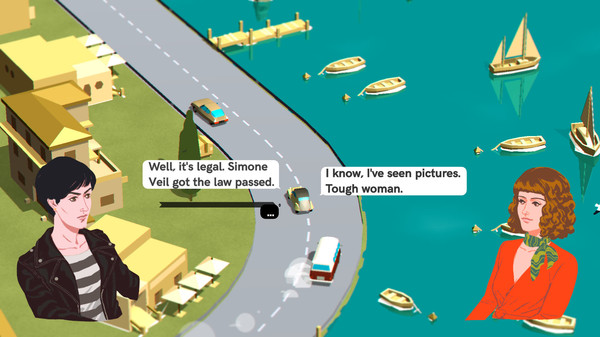 Well, it's legal. Simone
Veil got the law passed.
I know, I've seen pictures.
Tough woman.
...